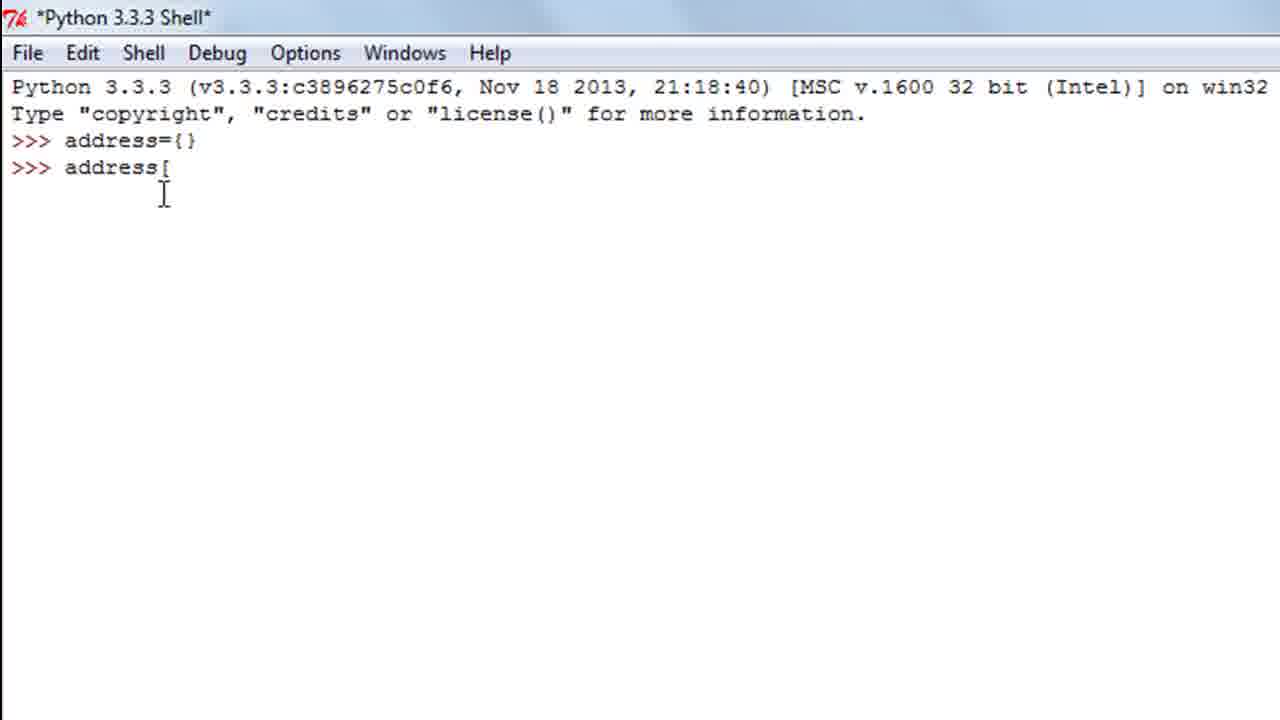 *Python 3.3.3 Shell*
File Edit Shell Debug Options Windows Help
Python 3.3.3 (v3.3.3:c3896275c0f6, Nov 18 2013, 21:18:40) [MSC v.1600 32 bit (Intel)] on win32
Type "copyright", "credits" or "license()" for more information.
>>> address={}
>>> address[